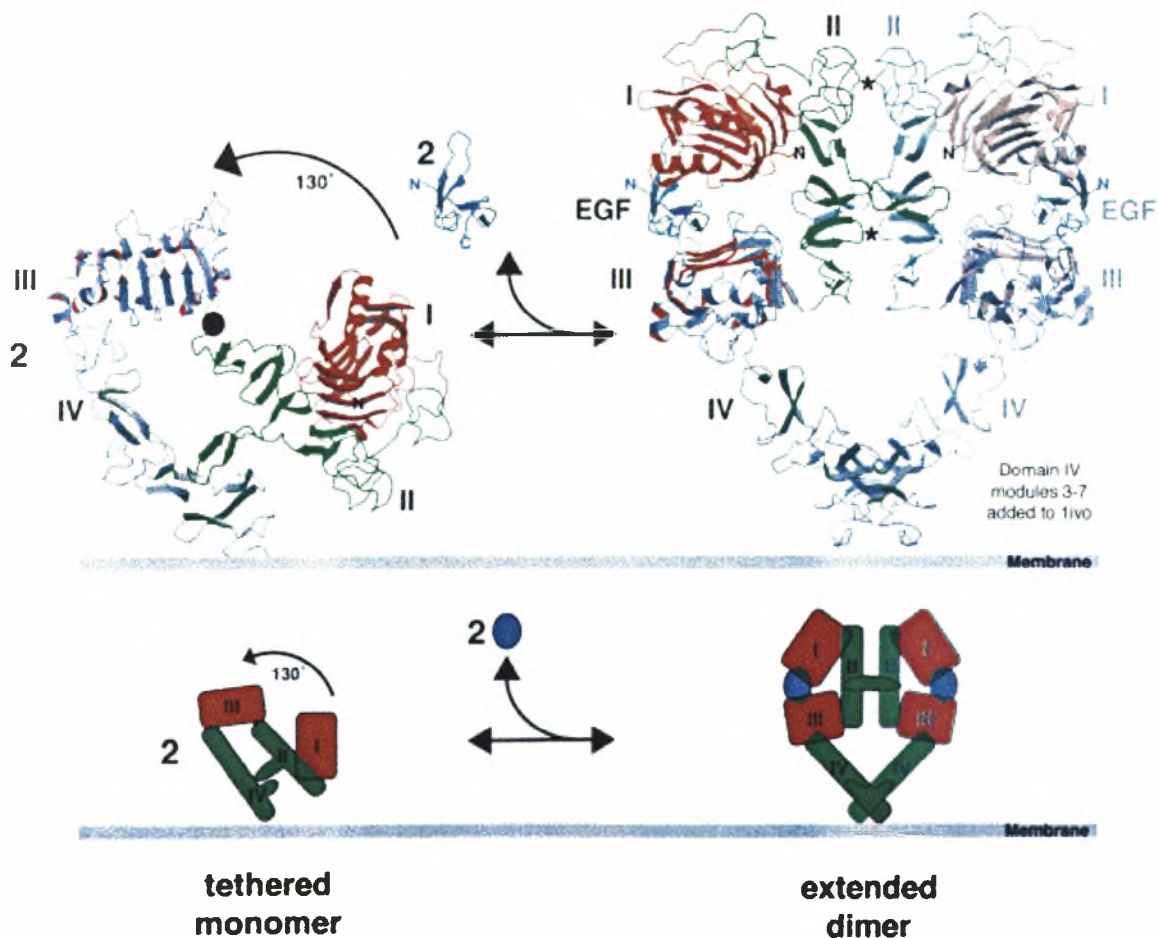 II II
I I
2
130°
N
N N
N N
EGF EGF
III
I
III III
2
N
IV
IV IV
II
Domain IV
modules 3-7
added to 1ivo
Membrane
2
130°
I I
II II
III
2
II I
III III
IV
IV IV
Membrane
tethered
monomer
extended
dimer